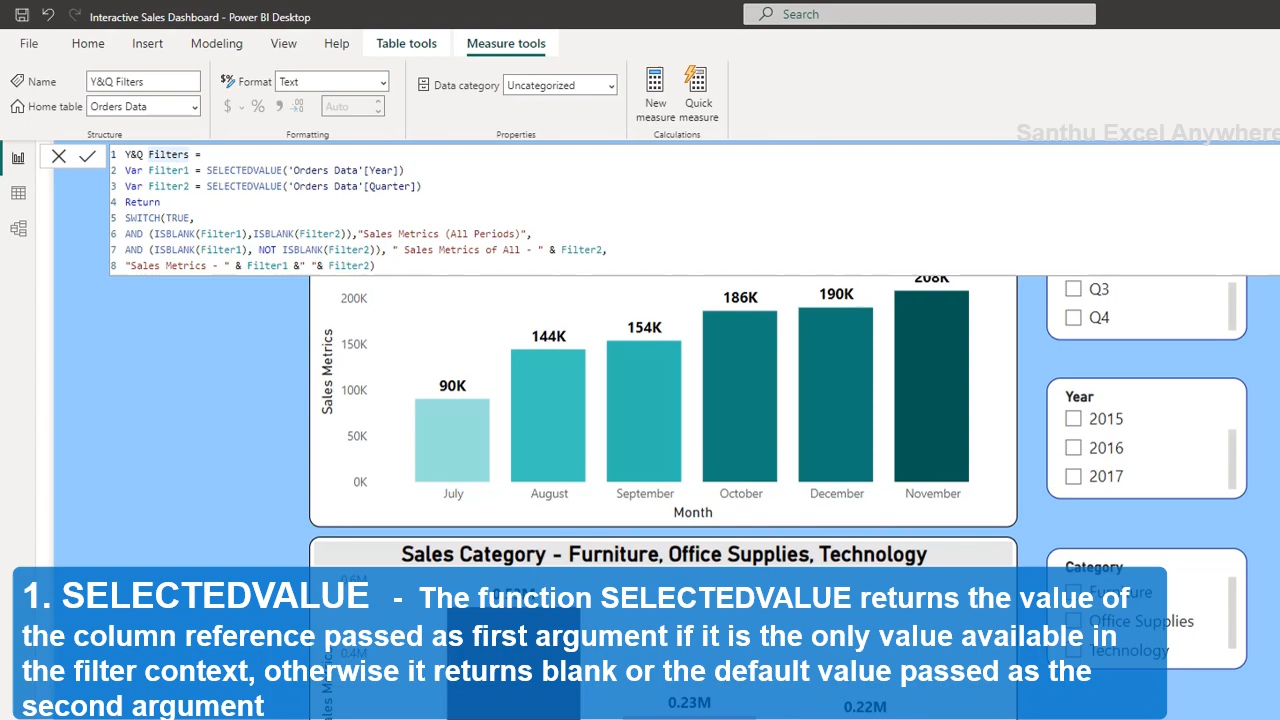 Interactive Sales Dashboard - Power BI Desktop
Search
File Home Insert Modeling View Help Table tools Measure tools
Name Y&Q Filters
Home table Orders Data
Structure
Format Text
$ % 9 Auto
Formatting
Data category Uncategorized
Properties
New measure
Quick measure
Calculations
Santhu Excel Anywhere
1 Y&Q Filters =
2 Var Filter1 = SELECTEDVALUE('Orders Data'[Year])
3 Var Filter2 = SELECTEDVALUE('Orders Data'[Quarter])
4 Return
5 SWITCH(TRUE,
6 AND (ISBLANK(Filter1),ISBLANK(Filter2)),"Sales Metrics (All Periods)",
7 AND (ISBLANK(Filter1), NOT ISBLANK(Filter2)), " Sales Metrics of All - " & Filter2,
8 "Sales Metrics - " & Filter1 &" "& Filter2)
Sales Metrics
200K
150K
100K
50K
0K
90K
144K
154K
186K
190K
208K
July August September October December November
Month
Q3
Q4
Year
2015
2016
2017
Sales Category - Furniture, Office Supplies, Technology
0.6M
0.4M
0.23M
0.22M
Category
Furniture
Office Supplies
Technology
1. SELECTEDVALUE - The function SELECTEDVALUE returns the value of
the column reference passed as first argument if it is the only value available in
the filter context, otherwise it returns blank or the default value passed as the
second argument